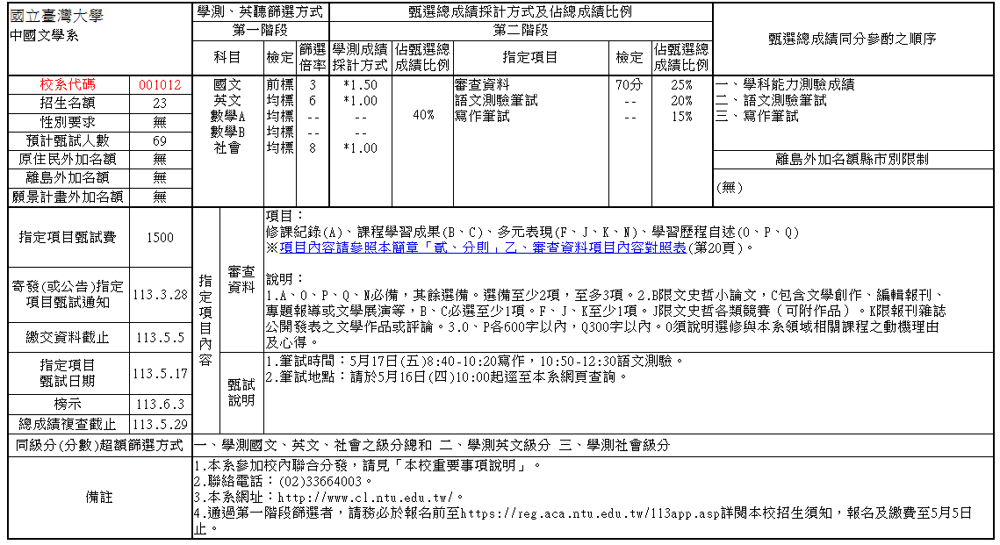 國立臺灣大學
中國文學系
學測、英聽篩選方式
甄選總成績採計方式及佔總成績比例
甄選總成績同分參酌之順序
第一階段
第二階段
科目 檢定 篩選倍率 學測成績採計方式 佔甄選總成績比例 指定項目 檢定 佔甄選總成績比例
校系代碼 001012
招生名額 23
性別要求 無
預計甄試人數 69
原住民外加名額 無
離島外加名額 無
願景計畫外加名額 無
國文 前標 3 *1.50
英文 均標 6 *1.00
數學A 均標 -- --
數學B 均標 -- --
社會 均標 8 *1.00
40%
審查資料 70分 25%
語文測驗筆試 -- 20%
寫作筆試 -- 15%
一、學科能力測驗成績
二、語文測驗筆試
三、寫作筆試
離島外加名額縣市別限制
(無)
指定項目甄試費 1500
寄發(或公告)指定
項目甄試通知 113.3.28
繳交資料截止 113.5.5
指定項目
甄試日期 113.5.17
榜示 113.6.3
總成績複查截止 113.5.29
指定項目內容
審查
資料
項目：
修課紀錄(A)、課程學習成果(B、C)、多元表現(F、J、K、N)、學習歷程自述(O、P、Q)
※項目內容請參照本簡章「貳、分則」乙、審查資料項目內容對照表(第20頁)。
說明：
1.A、O、P、Q、N必備，其餘選備。選備至少2項，至多3項。2.B限文史哲小論文，C包含文學創作、編輯報刊、
專題報導或文學展演等，B、C必選至少1項。F、J、K至少1項。J限文史哲各類競賽（可附作品）。K限報刊雜誌
公開發表之文學作品或評論。3.O、P各600字以內，Q300字以內。O須說明選修與本系領域相關課程之動機理由
及心得。
甄試
說明
1.筆試時間：5月17日(五)8:40-10:20寫作，10:50-12:30語文測驗。
2.筆試地點：請於5月16日(四)10:00起逕至本系網頁查詢。
同級分(分數)超額篩選方式
一、學測國文、英文、社會之級分總和 二、學測英文級分 三、學測社會級分
備註
1.本系參加校內聯合分發，請見「本校重要事項說明」。
2.聯絡電話：(02)33664003。
3.本系網址：http://www.cl.ntu.edu.tw/。
4.通過第一階段篩選者，請務必於報名前至https://reg.aca.ntu.edu.tw/113app.asp詳閱本校招生須知，報名及繳費至5月5日
止。